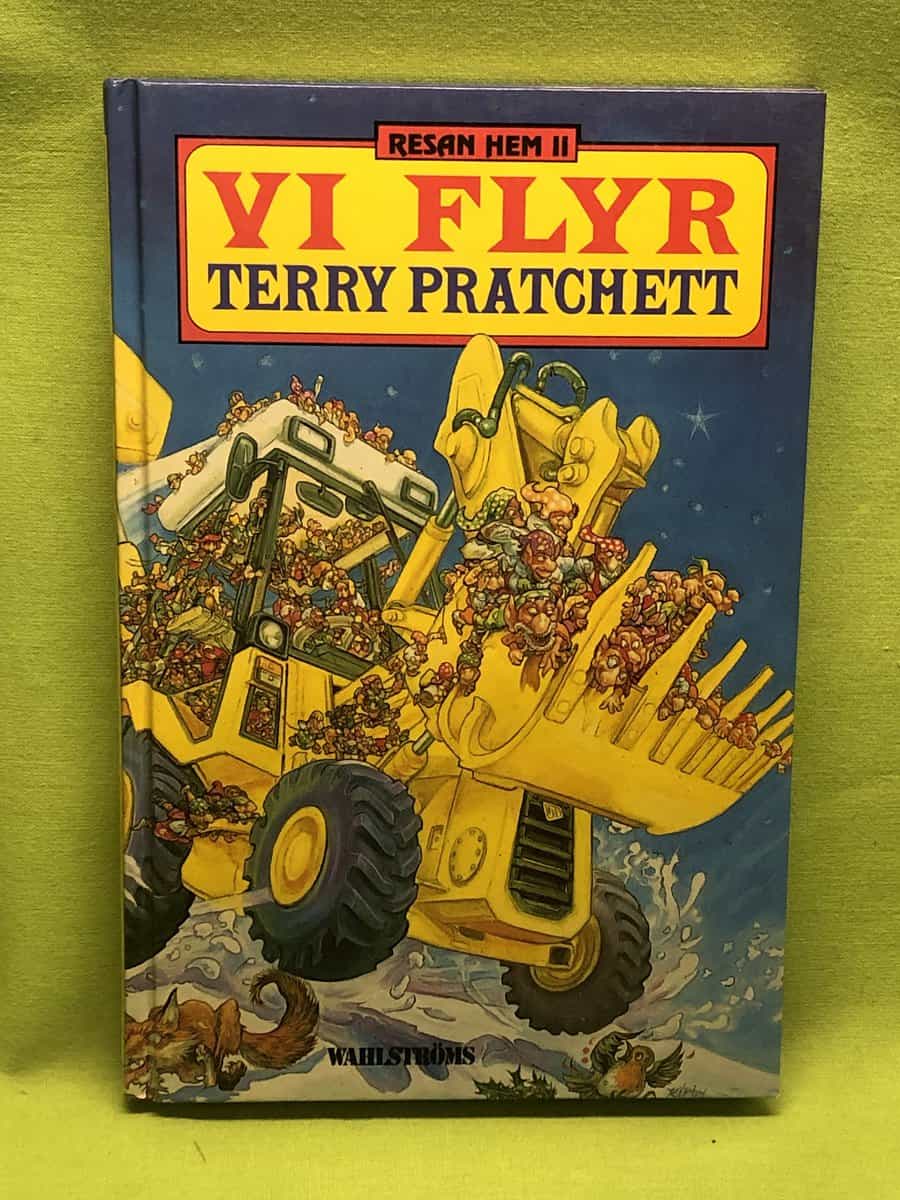 RESAN HEM II
VI FLYR
TERRY PRATCHETT
WAHLSTRÖMS